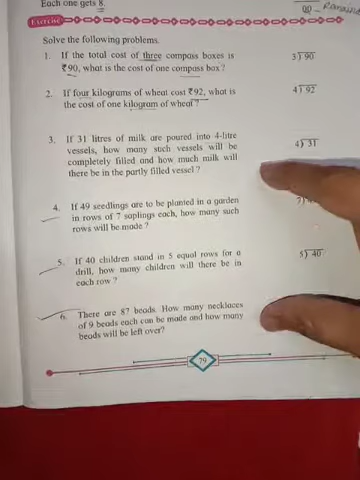 Each one gets 8.
Exercise
Solve the following problems.
1. If the total cost of three compass boxes is
₹90, what is the cost of one compass box?
3) 90
2. If four kilograms of wheat cost ₹92, what is
the cost of one kilogram of wheat?
4) 92
3. If 31 litres of milk are poured into 4-litre
vessels, how many such vessels will be
completely filled and how much milk will
there be in the partly filled vessel?
4) 31
4. If 49 seedlings are to be planted in a garden
in rows of 7 saplings each, how many such
rows will be made?
7) 4
5. If 40 children stand in 5 equal rows for a
drill, how many children will there be in
each row?
5) 40
6. There are 87 beads. How many necklaces
of 9 beads each can be made and how many
beads will be left over?
79